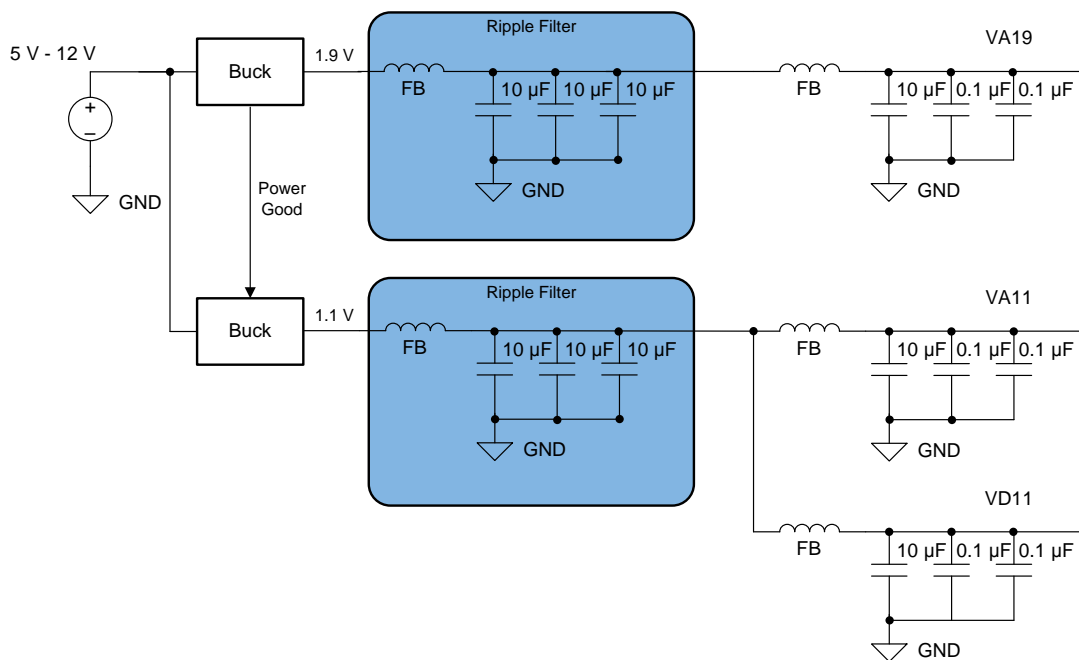 Ripple Filter
VA19
5 V - 12 V
1.9 V
Buck
FB
10 µF 10 µF 10 µF
FB
10 µF 0.1 µF 0.1 µF
+
–
GND
Power
Good
GND
GND
Ripple Filter
VA11
Buck
1.1 V
FB
10 µF 10 µF 10 µF
FB
10 µF 0.1 µF 0.1 µF
GND
GND
VD11
FB
10 µF 0.1 µF 0.1 µF
GND